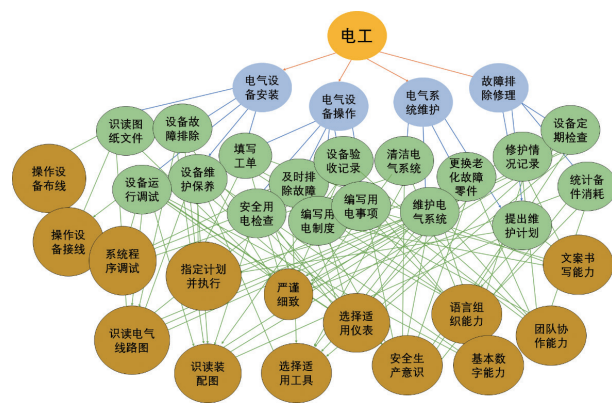 电工
电气设
备安装
电气设
备操作
电气系
统维护
故障排
除修理
识读图
纸文件
设备故
障排除
填写
工单
设备验
收记录
清洁电
气系统
更换老
化故障
零件
修护情
况记录
设备定
期检查
操作设
备布线
设备运
行调试
设备维
护保养
及时排
除故障
安全用
电检查
编写用
电制度
编写用
电事项
维护电
气系统
提出维
护计划
统计备
件消耗
操作设
备接线
系统程
序调试
指定计划
并执行
严谨
细致
选择适
用仪表
语言组
织能力
文案书
写能力
识读电气
线路图
识读装
配图
选择适
用工具
安全生
产意识
基本数
字能力
团队协
作能力